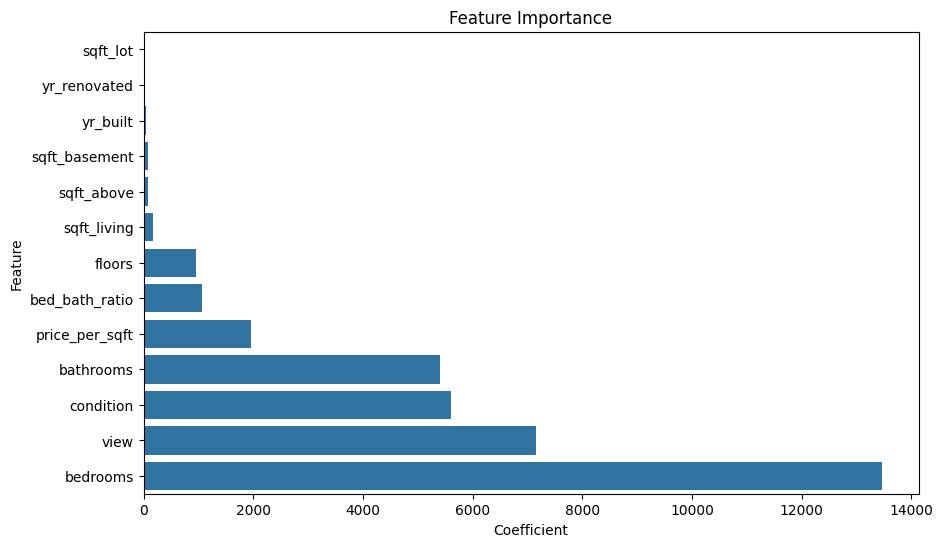 Feature Importance
sqft_lot
yr_renovated
yr_built
sqft_basement
sqft_above
sqft_living
floors
bed_bath_ratio
price_per_sqft
bathrooms
condition
view
bedrooms
Feature
0 2000 4000 6000 8000 10000 12000 14000
Coefficient